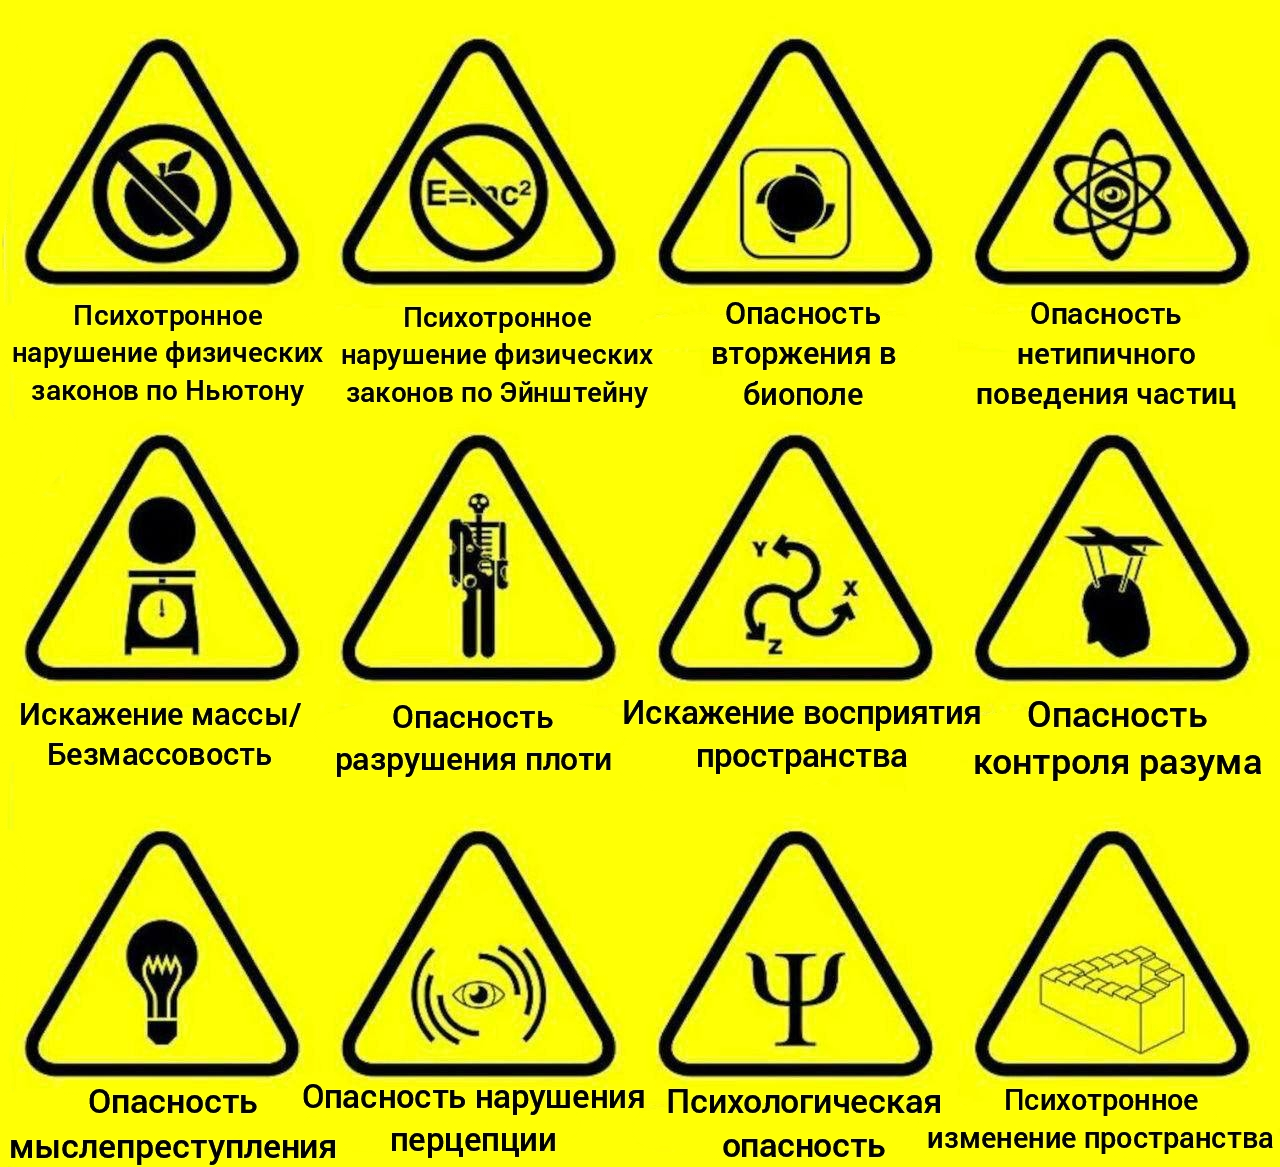 E=mc²
Психотронное
нарушение физических
законов по Ньютону
Психотронное
нарушение физических
законов по Эйнштейну
Опасность
вторжения в
биополе
Опасность
нетипичного
поведения частиц
Y
X
Z
Искажение массы/
Безмассовость
Опасность
разрушения плоти
Искажение восприятия
пространства
Опасность
контроля разума
Ψ
Опасность
мыслепреступления
Опасность нарушения
перцепции
Психологическая
опасность
Психотронное
изменение пространства